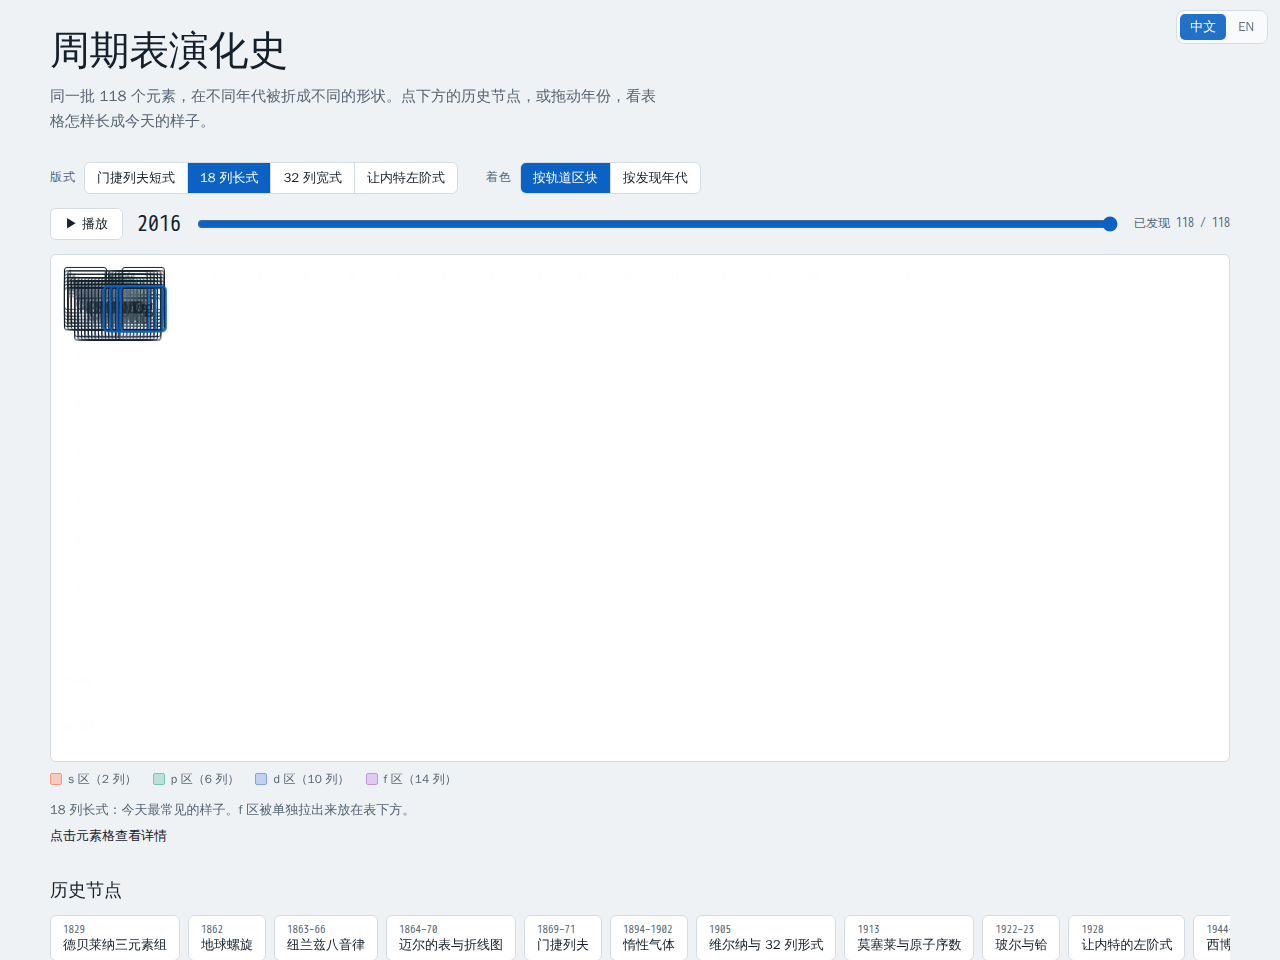 周期表演化史
中文 EN
同一批 118 个元素，在不同年代被折成不同的形状。点下方的历史节点，或拖动年份，看表
格怎样长成今天的样子。
版式 门捷列夫短式 18 列长式 32 列宽式 让内特左阶式 着色 按轨道区块 按发现年代
▶ 播放 2016 已发现 118 / 118
s 区（2 列） p 区（6 列） d 区（10 列） f 区（14 列）
18 列长式：今天最常见的样子。f 区被单独拉出来放在表下方。
点击元素格查看详情
历史节点
1829 1862 1863–66 1864–70 1869–71 1894–1902 1905 1913 1922–23 1928 1944-
德贝莱纳三元素组 地球螺旋 纽兰兹八音律 迈尔的表与折线图 门捷列夫 惰性气体 维尔纳与 32 列形式 莫塞莱与原子序数 玻尔与铪 让内特的左阶式 西博